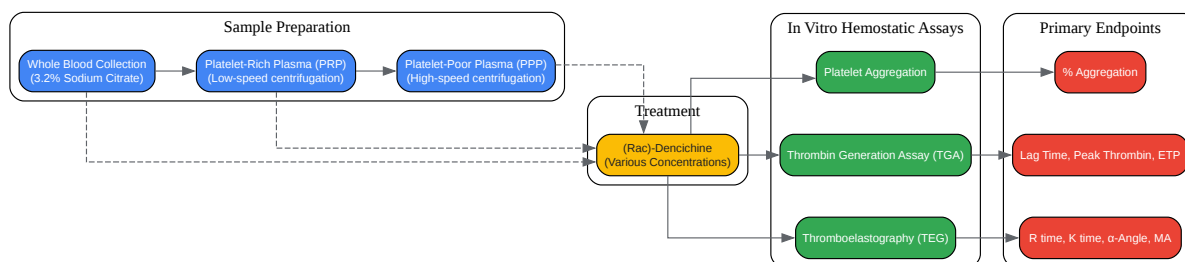 Sample Preparation
Whole Blood Collection
(3.2% Sodium Citrate)
Platelet-Rich Plasma (PRP)
(Low-speed centrifugation)
Platelet-Poor Plasma (PPP)
(High-speed centrifugation)
Treatment
(Rac)-Dencichine
(Various Concentrations)
In Vitro Hemostatic Assays
Platelet Aggregation
Thrombin Generation Assay (TGA)
Thromboelastography (TEG)
Primary Endpoints
% Aggregation
Lag Time, Peak Thrombin, ETP
R time, K time, α-Angle, MA